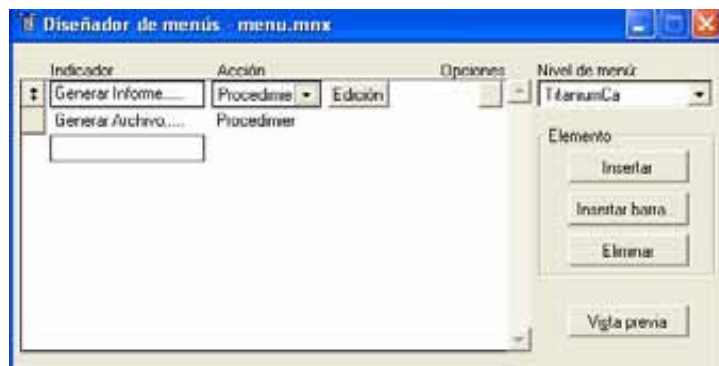 Diseñador de menús - menu.mnx
Indicador Acción Opciones Nivel de menú:
Generar Informe..... Procedimie Edición TitaniumCa
Generar Archivo..... Procedimier
Elemento
Insertar
Insertar barra
Eliminar
Vista previa